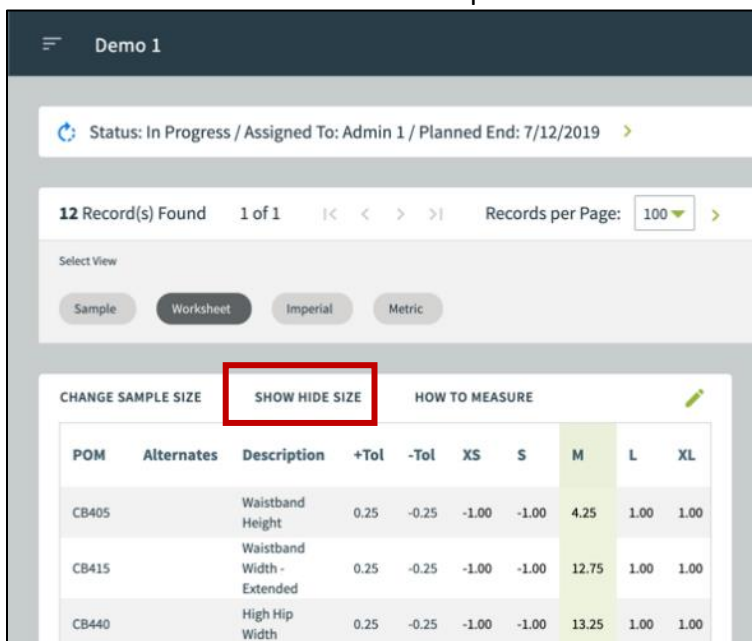 Demo 1
Status: In Progress / Assigned To: Admin 1 / Planned End: 7/12/2019 >
12 Record(s) Found 1 of 1 |< < > >| Records per Page: 100 >
Select View
Sample Worksheet Imperial Metric
CHANGE SAMPLE SIZE SHOW HIDE SIZE HOW TO MEASURE
POM Alternates Description +Tol -Tol XS S M L XL
CB405 Waistband Height 0.25 -0.25 -1.00 -1.00 4.25 1.00 1.00
CB415 Waistband Width - Extended 0.25 -0.25 -1.00 -1.00 12.75 1.00 1.00
CB440 High Hip Width 0.25 -0.25 -1.00 -1.00 13.25 1.00 1.00